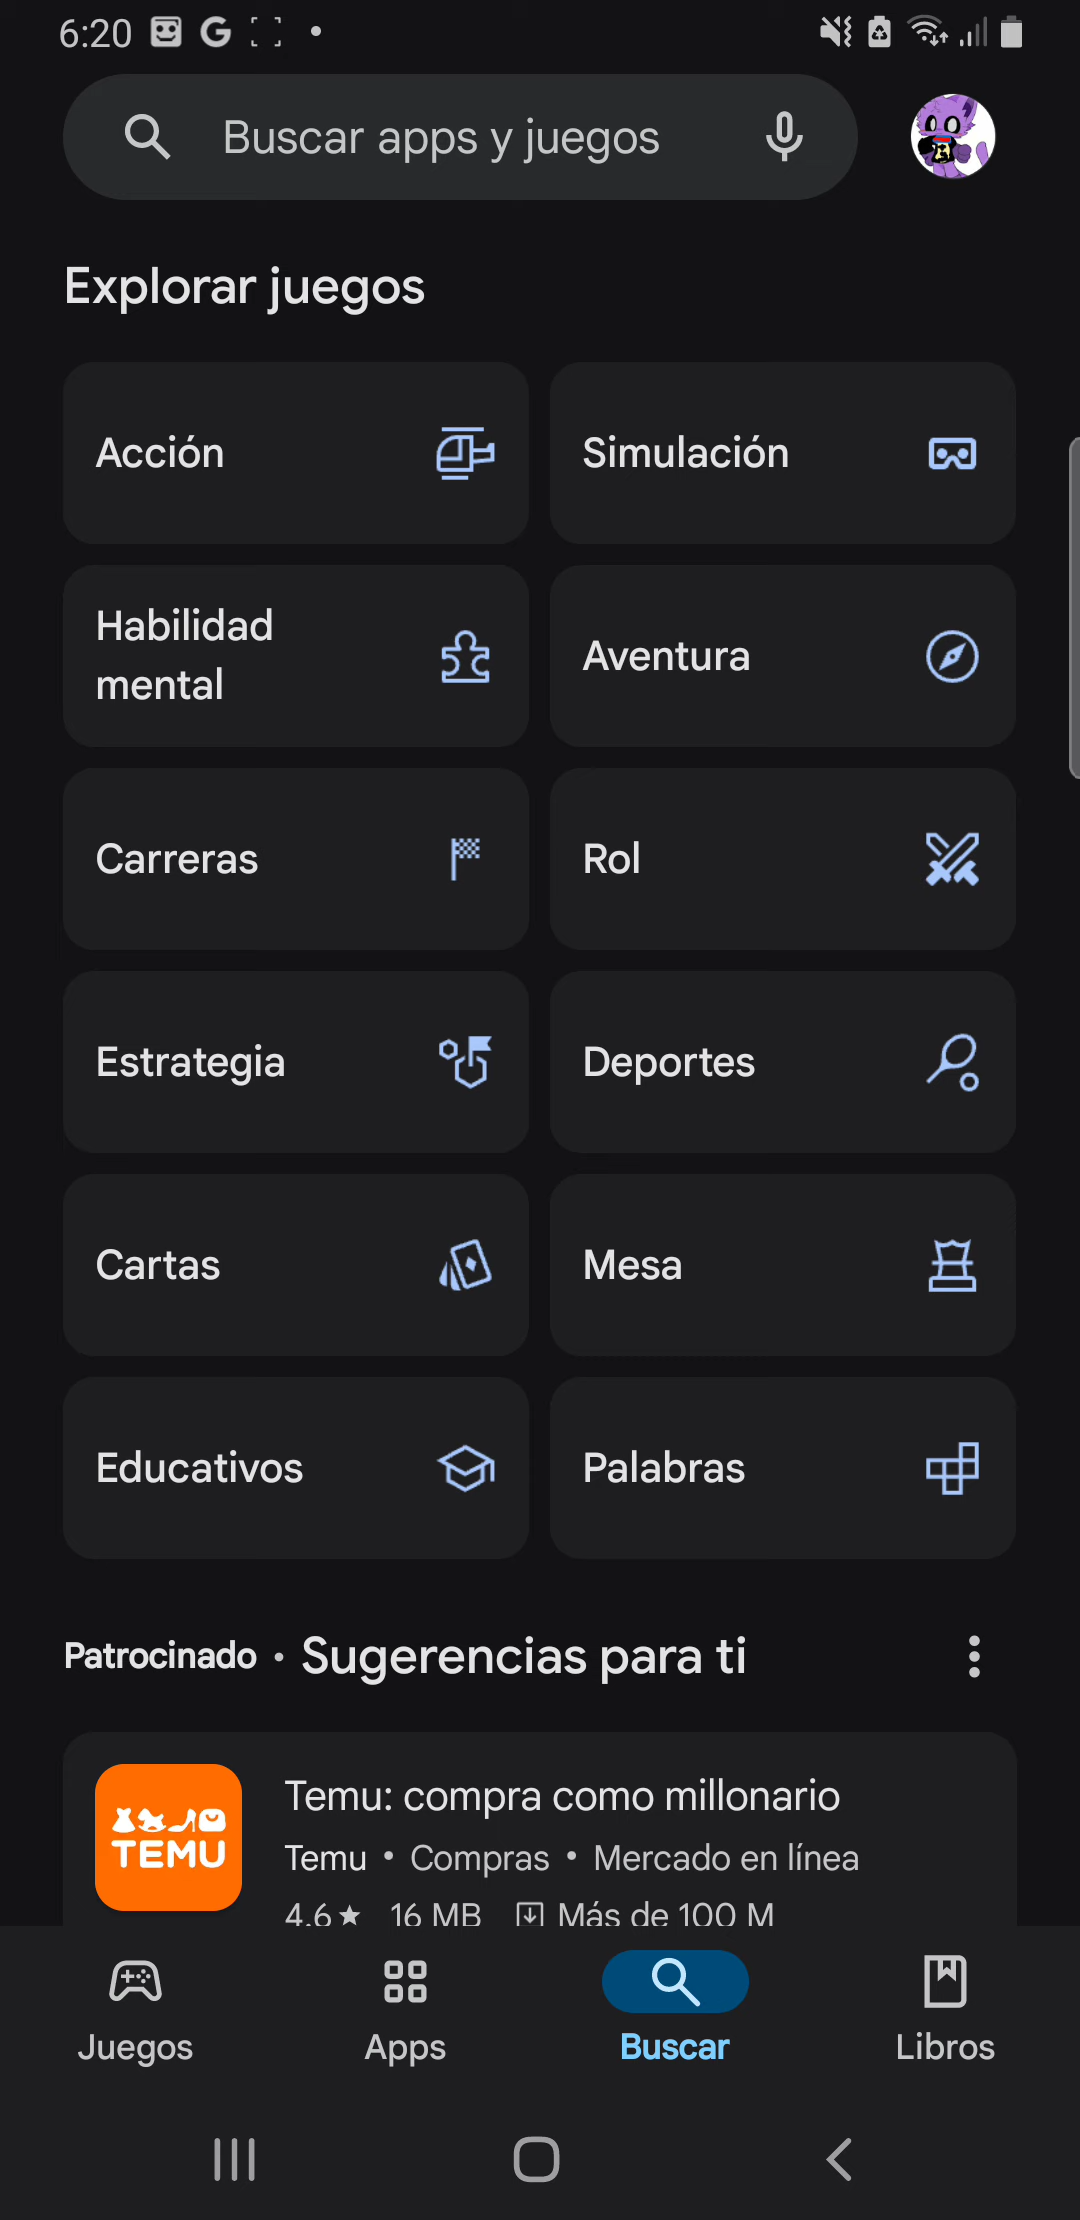 6:20
Buscar apps y juegos
Explorar juegos
Acción
Simulación
Habilidad
mental
Aventura
Carreras
Rol
Estrategia
Deportes
Cartas
Mesa
Educativos
Palabras
Patrocinado • Sugerencias para ti
TEMU
Temu: compra como millonario
Temu • Compras • Mercado en línea
4.6★ 16 MB Más de 100 M
Juegos
Apps
Buscar
Libros